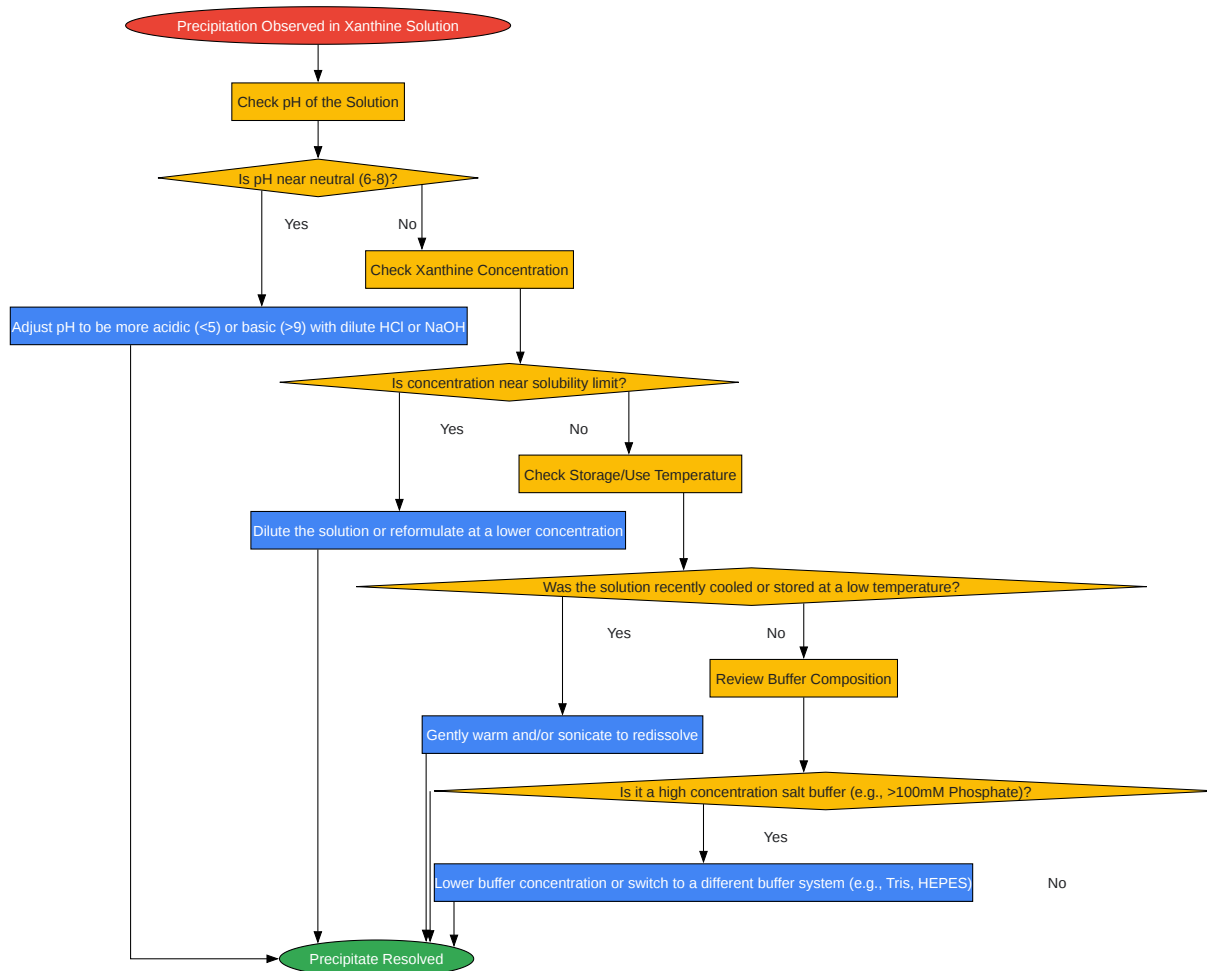 Precipitation Observed in Xanthine Solution
Check pH of the Solution
Is pH near neutral (6-8)?
Yes
No
Check Xanthine Concentration
Adjust pH to be more acidic (<5) or basic (>9) with dilute HCl or NaOH
Is concentration near solubility limit?
Yes
No
Check Storage/Use Temperature
Dilute the solution or reformulate at a lower concentration
Was the solution recently cooled or stored at a low temperature?
Yes
No
Review Buffer Composition
Gently warm and/or sonicate to redissolve
Is it a high concentration salt buffer (e.g., >100mM Phosphate)?
Yes
Lower buffer concentration or switch to a different buffer system (e.g., Tris, HEPES)
No
Precipitate Resolved